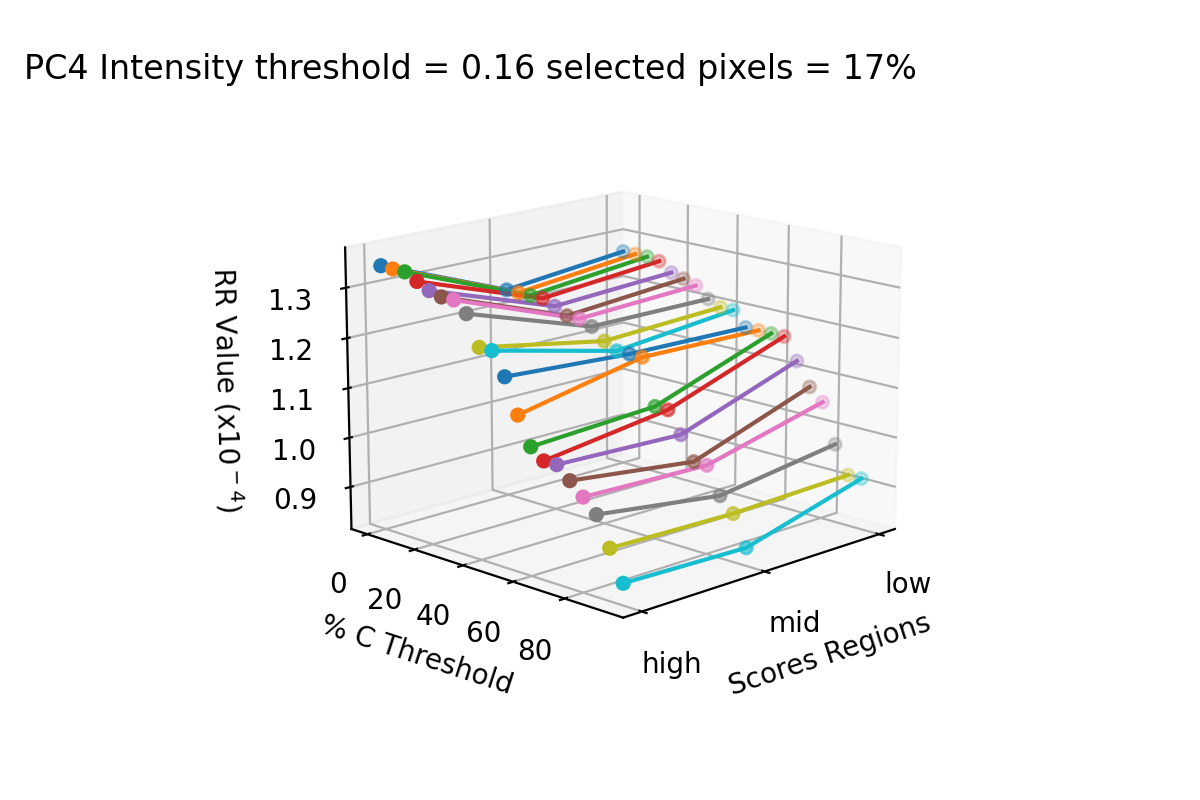 PC4 Intensity threshold = 0.16 selected pixels = 17%
RR Value (x10⁻⁴)
1.3
1.2
1.1
1.0
0.9
0
20
40
60
80
% C Threshold
high
mid
low
Scores Regions